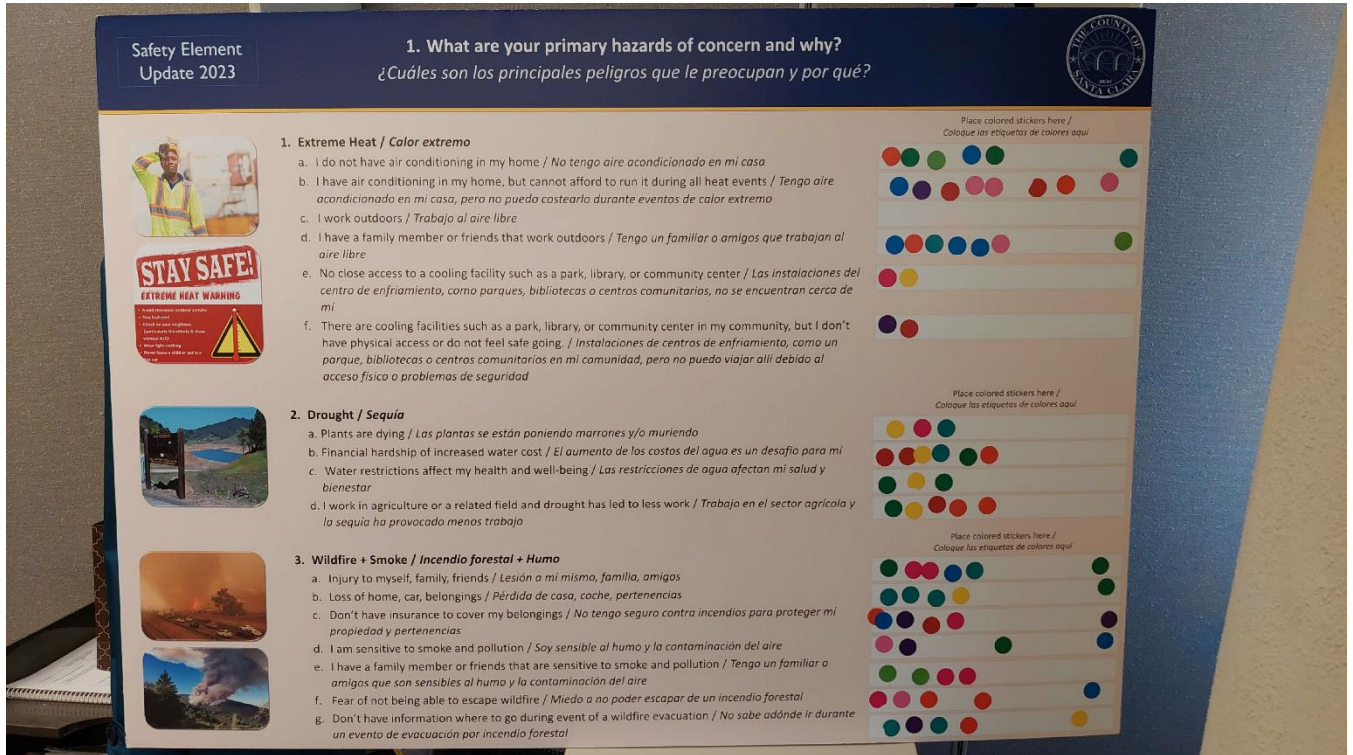 Safety Element
Update 2023
1. What are your primary hazards of concern and why?
¿Cuáles son los principales peligros que le preocupan y por qué?
THE COUNTY OF
SANTA CLARA
Place colored stickers here /
Coloque las etiquetas de colores aquí
1. Extreme Heat / Calor extremo
a. I do not have air conditioning in my home / No tengo aire acondicionado en mi casa
b. I have air conditioning in my home, but cannot afford to run it during all heat events / Tengo aire
acondicionado en mi casa, pero no puedo costearlo durante eventos de calor extremo
c. I work outdoors / Trabajo al aire libre
d. I have a family member or friends that work outdoors / Tengo un familiar o amigos que trabajan al
aire libre
e. No close access to a cooling facility such as a park, library, or community center / Las instalaciones del
centro de enfriamiento, como parques, bibliotecas o centros comunitarios, no se encuentran cerca de
mi
f. There are cooling facilities such as a park, library, or community center in my community, but I don't
have physical access or do not feel safe going. / Instalaciones de centros de enfriamiento, como un
parque, bibliotecas o centros comunitarios en mi comunidad, pero no puedo viajar allí debido al
acceso físico o problemas de seguridad
STAY SAFE!
EXTREME HEAT WARNING
Place colored stickers here /
Coloque las etiquetas de colores aquí
2. Drought / Sequía
a. Plants are dying / Las plantas se están poniendo marrones y/o muriendo
b. Financial hardship of increased water cost / El aumento de los costos del agua es un desafío para mí
c. Water restrictions affect my health and well-being / Las restricciones de agua afectan mi salud y
bienestar
d. I work in agriculture or a related field and drought has led to less work / Trabajo en el sector agrícola y
la sequía ha provocado menos trabajo
Place colored stickers here /
Coloque las etiquetas de colores aquí
3. Wildfire + Smoke / Incendio forestal + Humo
a. Injury to myself, family, friends / Lesión a mi mismo, familia, amigos
b. Loss of home, car, belongings / Pérdida de casa, coche, pertenencias
c. Don't have insurance to cover my belongings / No tengo seguro contra incendios para proteger mi
propiedad y pertenencias
d. I am sensitive to smoke and pollution / Soy sensible al humo y la contaminación del aire
e. I have a family member or friends that are sensitive to smoke and pollution / Tengo un familiar o
amigos que son sensibles al humo y la contaminación del aire
f. Fear of not being able to escape wildfire / Miedo a no poder escapar de un incendio forestal
g. Don't have information where to go during event of a wildfire evacuation / No sabe adónde ir durante
un evento de evacuación por incendio forestal